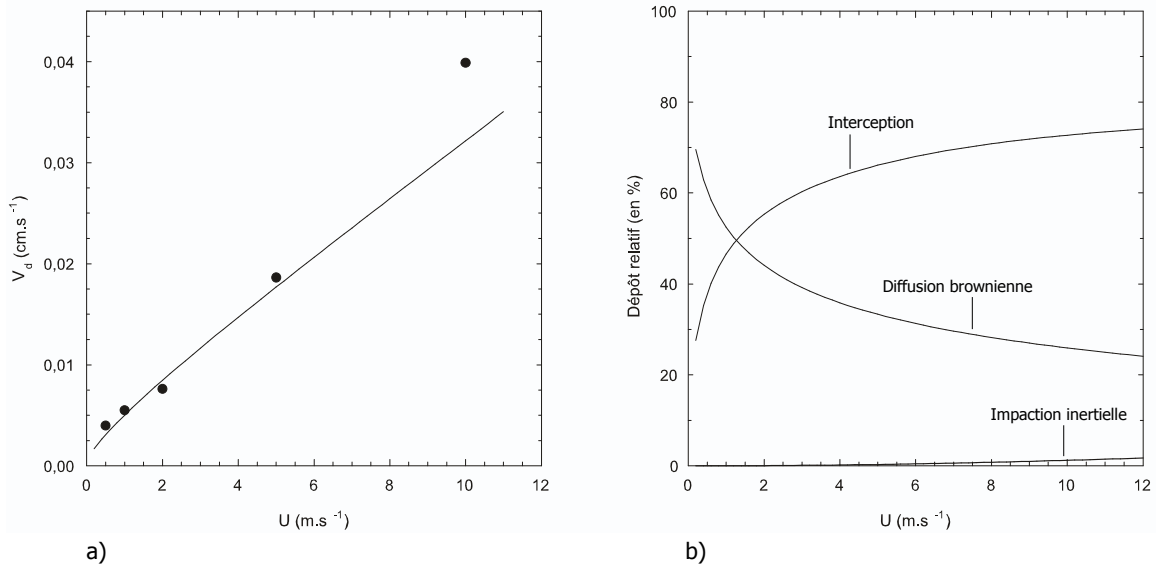 0,04
0,03
0,02
0,01
0,00
V_d (cm.s⁻¹)
0 2 4 6 8 10 12
U (m.s⁻¹)
a)
100
80
60
40
20
0
Dépôt relatif (en %)
Interception
Diffusion brownienne
Impaction inertielle
0 2 4 6 8 10 12
U (m.s⁻¹)
b)